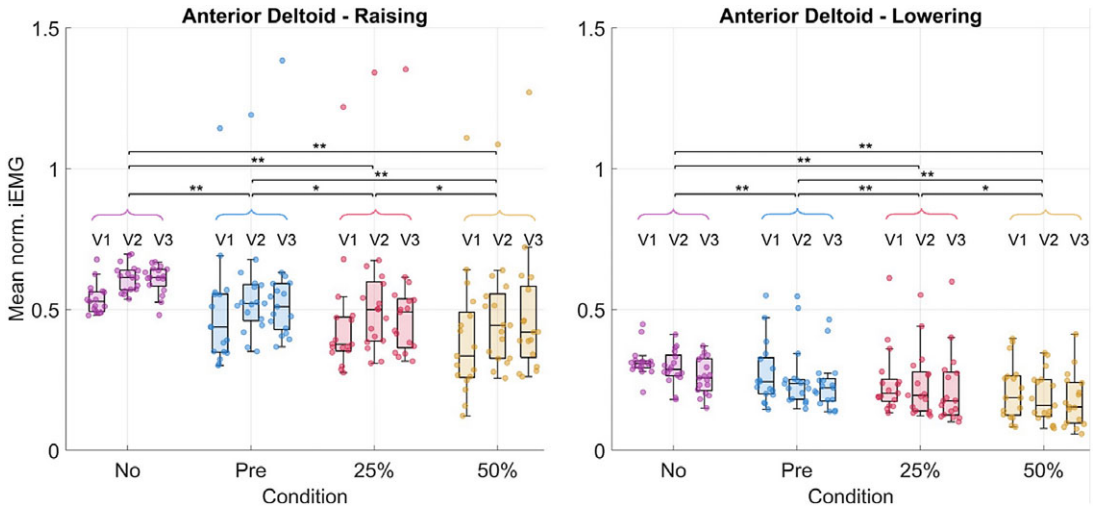 Anterior Deltoid - Raising
Mean norm. iEMG
1.5
1
0.5
0
**
**
** **
** * *
V1 V2 V3 V1 V2 V3 V1 V2 V3 V1 V2 V3
No Pre 25% 50%
Condition
Anterior Deltoid - Lowering
1.5
1
0.5
0
**
**
**
** ** *
V1 V2 V3 V1 V2 V3 V1 V2 V3 V1 V2 V3
No Pre 25% 50%
Condition